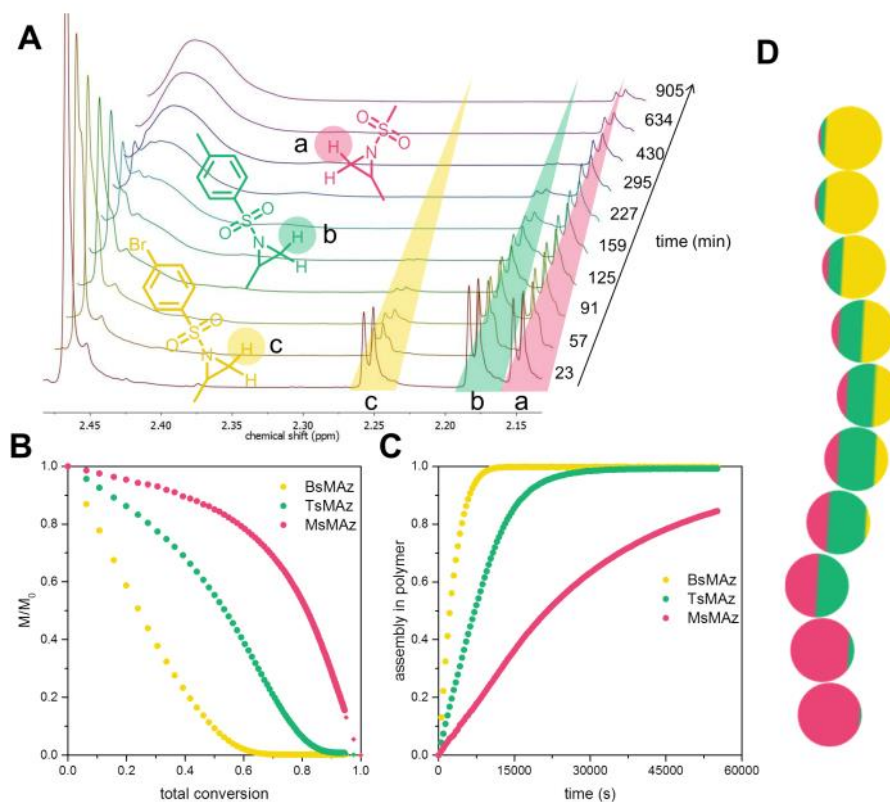 A
D
a
H
H
N
O
S
O
O
S
O
N
b
H
H
Br
O
S
O
N
c
H
H
905
634
430
295
227
159
125
91
57
23
time (min)
c
b
a
2.45
2.40
2.35
2.30
2.25
2.20
2.15
chemical shift (ppm)
B
C
1.0
0.8
0.6
0.4
0.2
0.0
M/M0
BsMAz
TsMAz
MsMAz
0.0
0.2
0.4
0.6
0.8
1.0
total conversion
1.0
0.8
0.6
0.4
0.2
0.0
assembly in polymer
BsMAz
TsMAz
MsMAz
0
15000
30000
45000
60000
time (s)